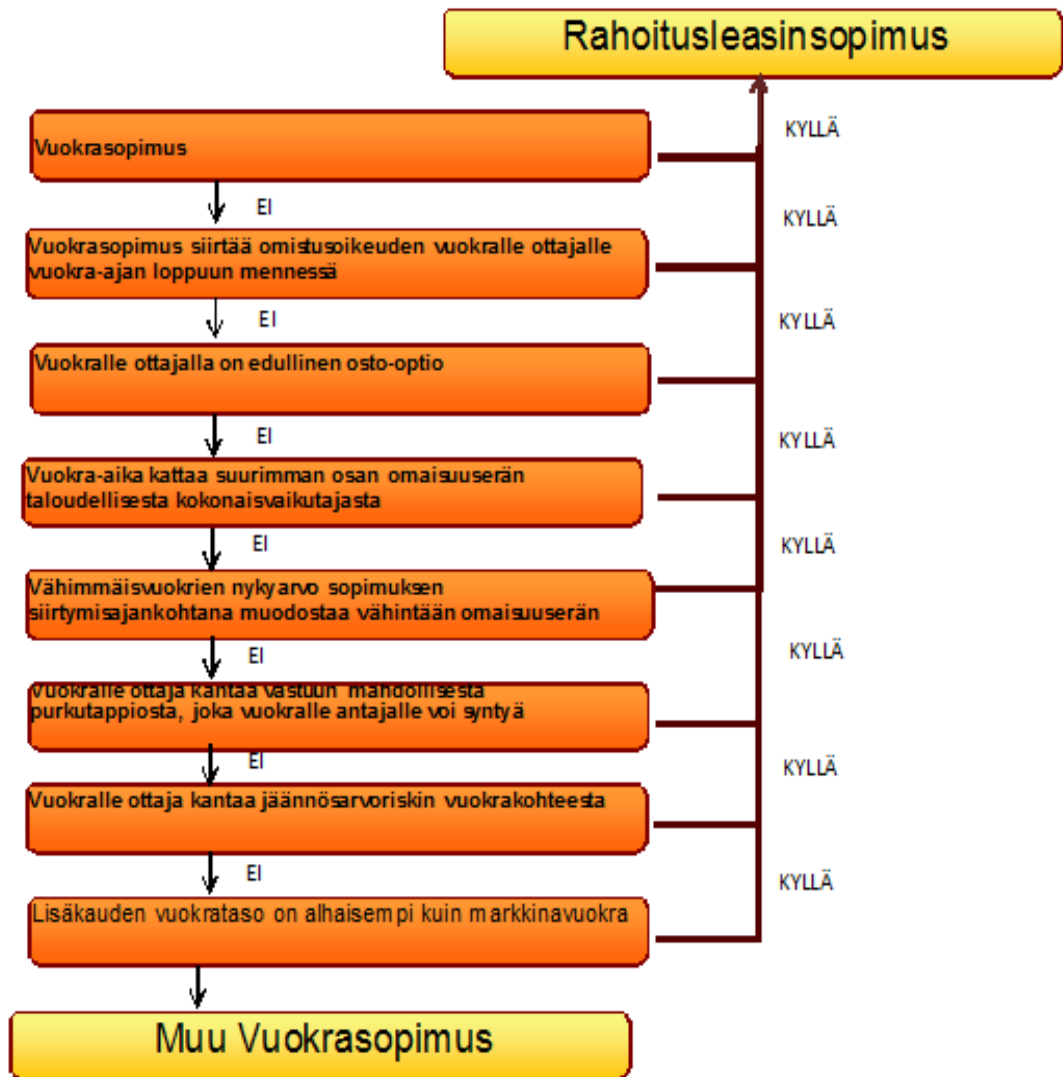 Rahoitusleasinsopimus
KYLLÄ
Vuokrasopimus
EI
KYLLÄ
Vuokrasopimus siirtää omistusoikeuden vuokralle ottajalle
vuokra-ajan loppuun mennessä
EI
KYLLÄ
Vuokralle ottajalla on edullinen osto-optio
EI
KYLLÄ
Vuokra-aika kattaa suurimman osan omaisuuserän
taloudellisesta kokonaisvaikutajasta
EI
KYLLÄ
Vähimmäisvuokrien nykyarvo sopimuksen
siirtymisajankohtana muodostaa vähintään omaisuuserän
EI
KYLLÄ
Vuokralle ottaja kantaa vastuun mahdollisesta
purkutappiosta, joka vuokralle antajalle voi syntyä
EI
KYLLÄ
Vuokralle ottaja kantaa jäännösarvoriskin vuokrakohteesta
EI
KYLLÄ
Lisäkauden vuokrataso on alhaisempi kuin markkinavuokra
Muu Vuokrasopimus